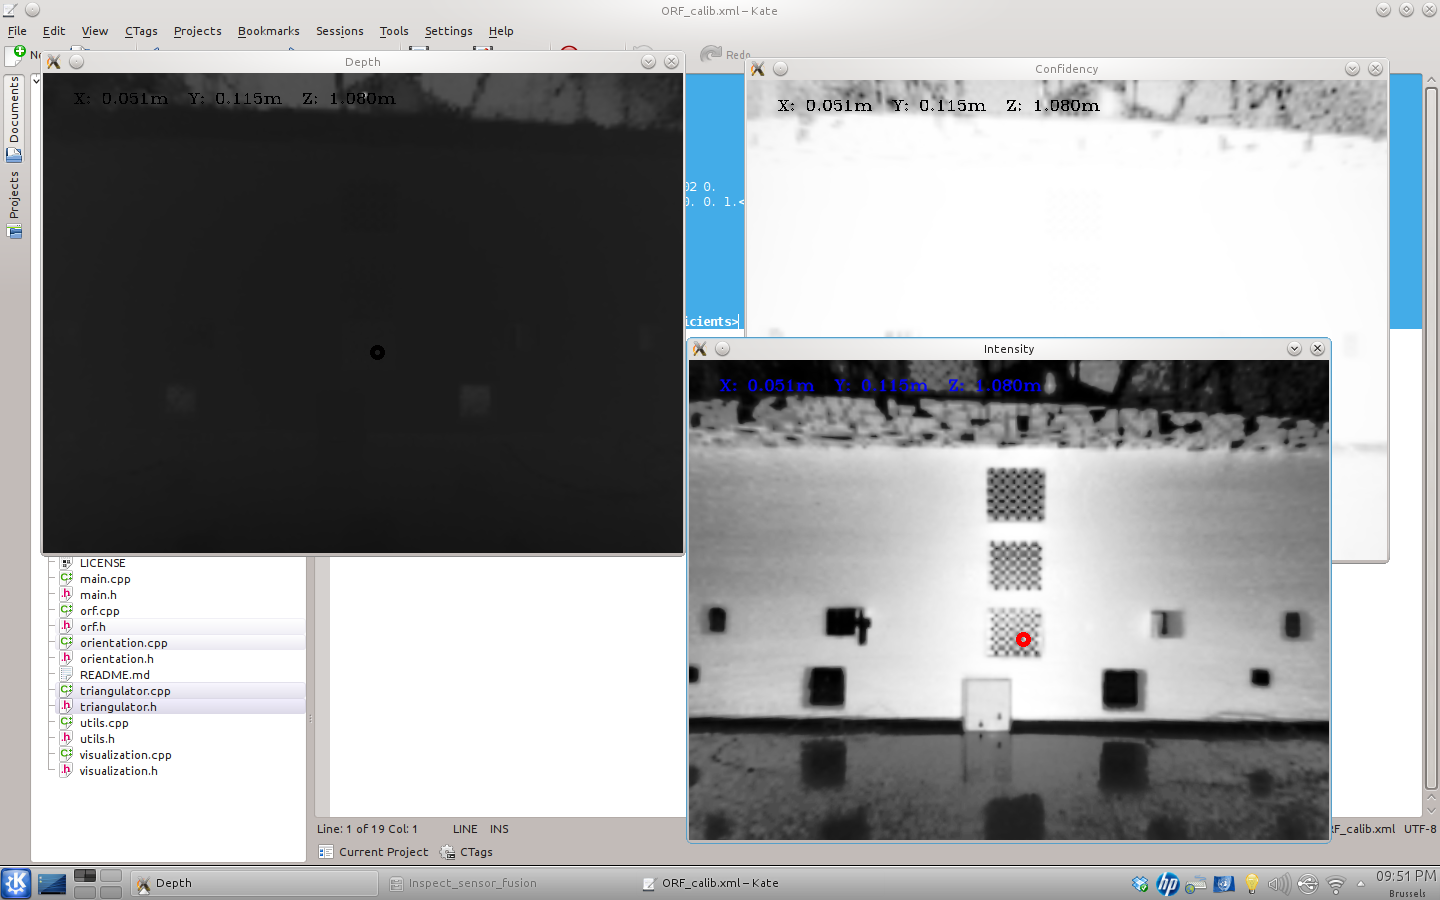 ORF_calib.xml – Kate
File Edit View CTags Projects Bookmarks Sessions Tools Settings Help
Redo
Documents
Projects
Depth
X: 0.051m Y: 0.115m Z: 1.080m
Confidency
X: 0.051m Y: 0.115m Z: 1.080m
02 0.
0. 0. 1.<
icients>
Intensity
X: 0.051m Y: 0.115m Z: 1.080m
LICENSE
main.cpp
main.h
orf.cpp
orf.h
orientation.cpp
orientation.h
README.md
triangulator.cpp
triangulator.h
utils.cpp
utils.h
visualization.cpp
visualization.h
Line: 1 of 19 Col: 1 LINE INS
RF_calib.xml UTF-8
Current Project CTags
Depth
Inspect_sensor_fusion
ORF_calib.xml – Kate
hp
09:51 PM
Brussels